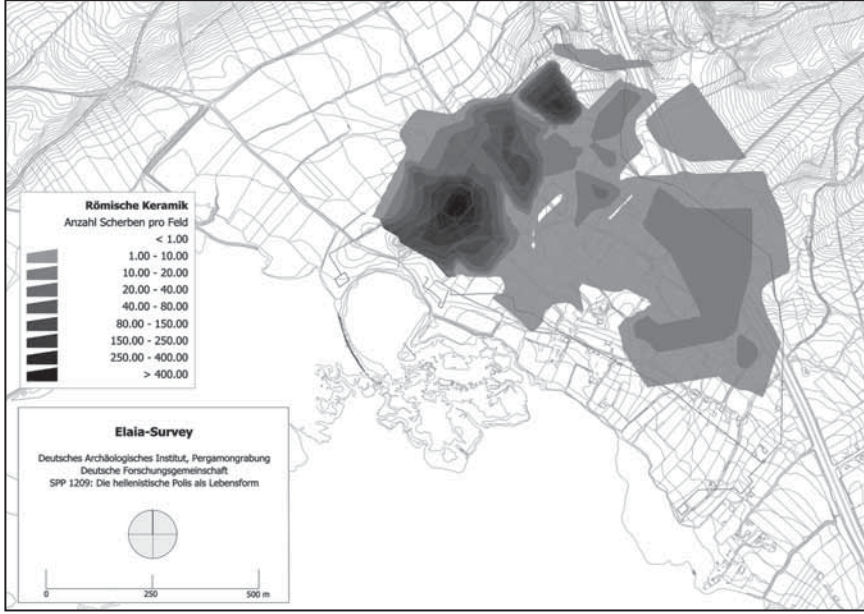 Römische Keramik
Anzahl Scherben pro Feld
< 1.00
1.00 - 10.00
10.00 - 20.00
20.00 - 40.00
40.00 - 80.00
80.00 - 150.00
150.00 - 250.00
250.00 - 400.00
> 400.00
Elaia-Survey
Deutsches Archäologisches Institut, Pergamongrabung
Deutsche Forschungsgemeinschaft
SPP 1209: Die hellenistische Polis als Lebensform
0 250 500 m